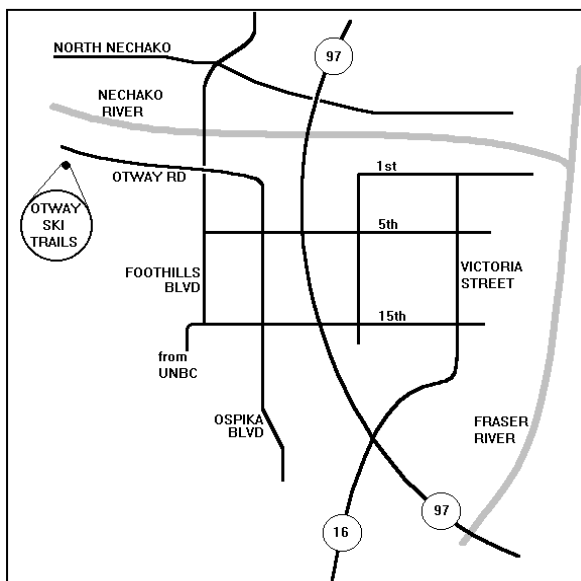 NORTH NECHAKO
97
NECHAKO
RIVER
OTWAY RD
1st
OTWAY
SKI
TRAILS
5th
FOOTHILLS
BLVD
VICTORIA
STREET
15th
from
UNBC
OSPIKA
BLVD
FRASER
RIVER
97
16